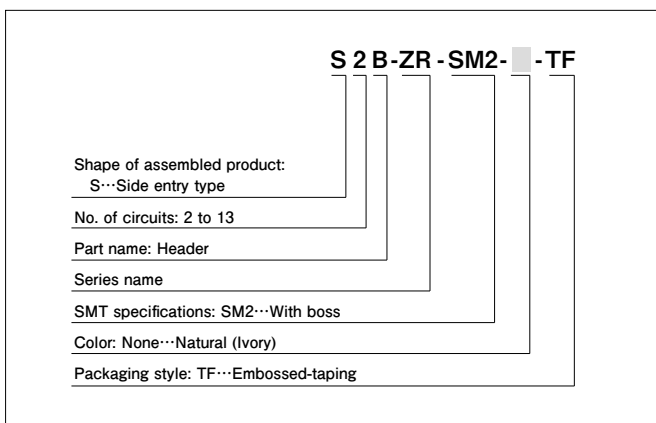 S 2 B-ZR-SM2- -TF
Shape of assembled product:
S⋯Side entry type
No. of circuits: 2 to 13
Part name: Header
Series name
SMT specifications: SM2⋯With boss
Color: None⋯Natural (Ivory)
Packaging style: TF⋯Embossed-taping